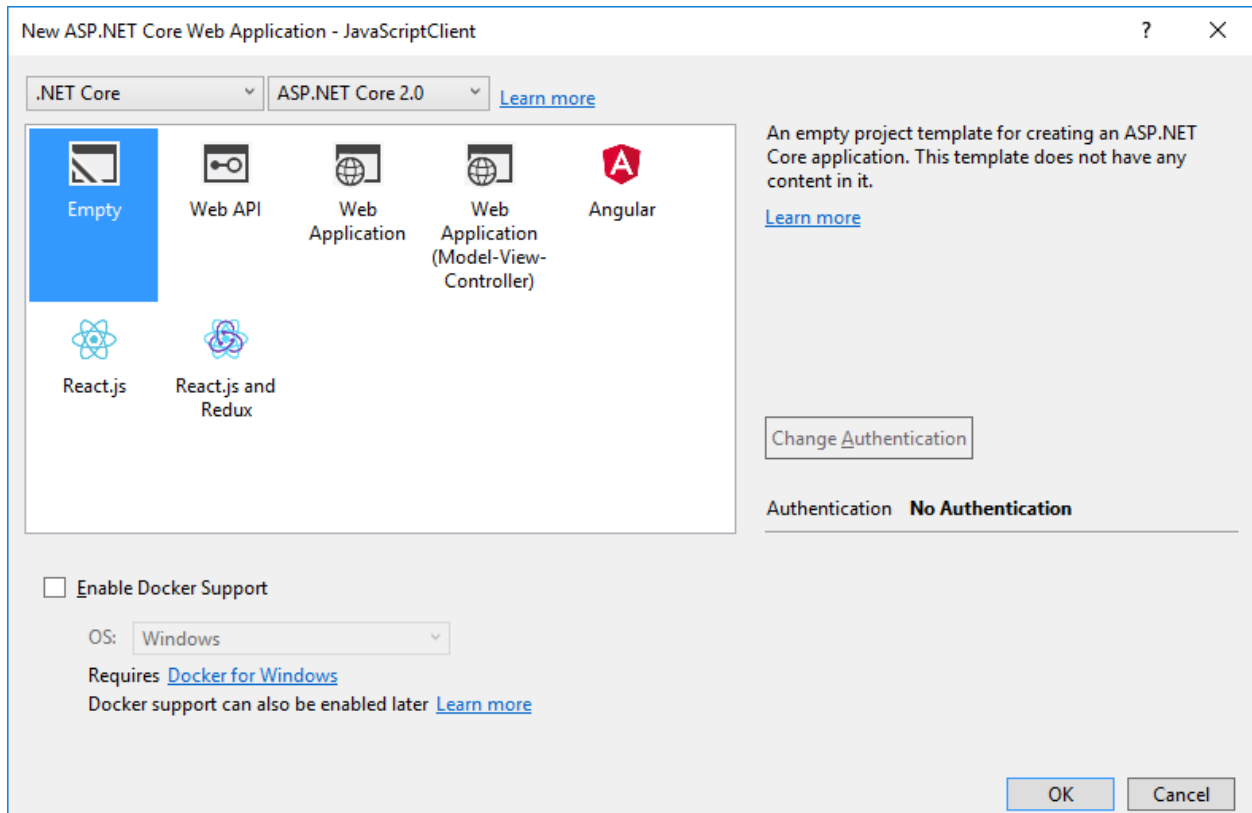 New ASP.NET Core Web Application - JavaScriptClient
?
.NET Core
ASP.NET Core 2.0
Learn more
Empty
Web API
Web
Application
Web
Application
(Model-View-
Controller)
Angular
React.js
React.js and
Redux
An empty project template for creating an ASP.NET
Core application. This template does not have any
content in it.
Learn more
Change Authentication
Authentication No Authentication
Enable Docker Support
OS: Windows
Requires Docker for Windows
Docker support can also be enabled later Learn more
OK
Cancel